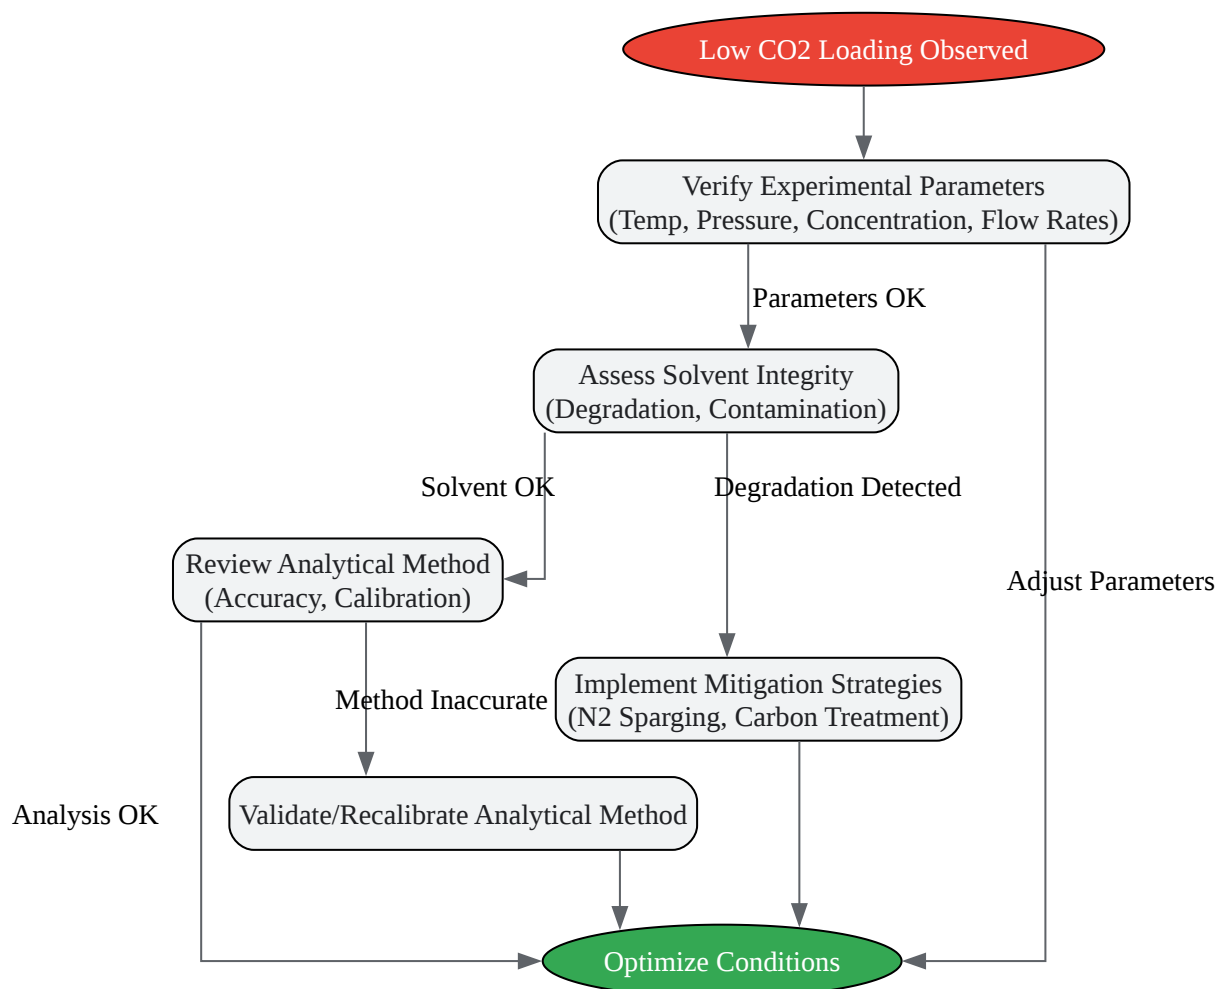 Low CO2 Loading Observed
Verify Experimental Parameters
(Temp, Pressure, Concentration, Flow Rates)
Parameters OK
Assess Solvent Integrity
(Degradation, Contamination)
Solvent OK
Degradation Detected
Review Analytical Method
(Accuracy, Calibration)
Adjust Parameters
Method Inaccurate
Implement Mitigation Strategies
(N2 Sparging, Carbon Treatment)
Analysis OK
Validate/Recalibrate Analytical Method
Optimize Conditions